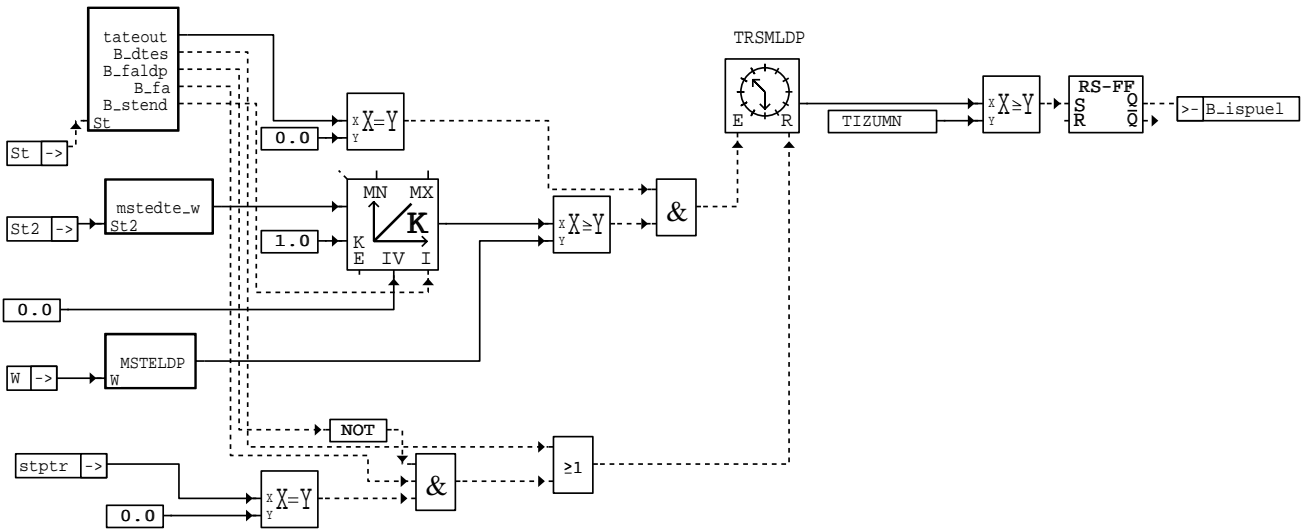 TRSMLDP
tateout
B_dtes
B_faldp
B_fa
B_stend
St
St ->
X X=Y
Y
0.0
E R
X X≥Y
Y
TIZUMN
RS-FF
S Q
R Q̅
>- B_ispuel
mstedte_w
St2
St2 ->
MN MX
K
K
E IV I
1.0
X X≥Y
Y
&
0.0
MSTELDP
W
W ->
NOT
stptr ->
X X=Y
Y
0.0
&
≥1